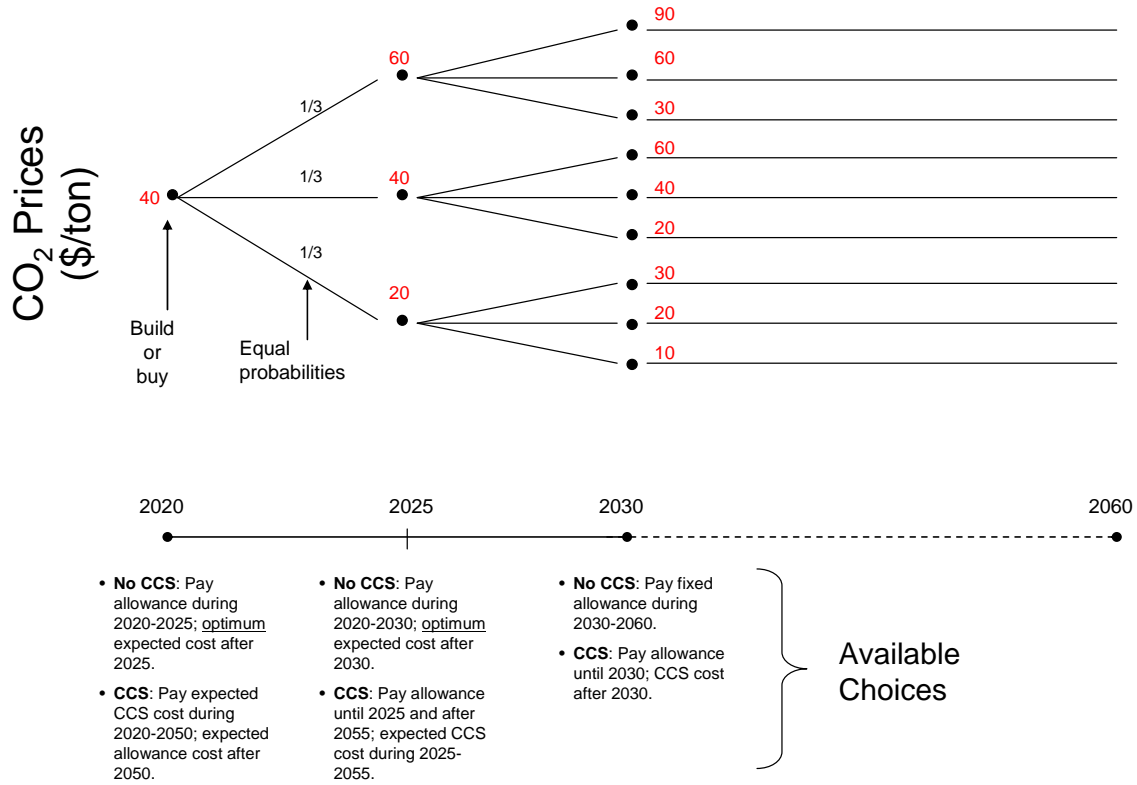 CO2 Prices
($/ton)
90
60
60
30
1/3
60
1/3
40
40
40
20
1/3
20
30
20
10
Build
or
buy
Equal
probabilities
2020
2025
2030
2060
• No CCS: Pay
allowance during
2020-2025; optimum
expected cost after
2025.
• CCS: Pay expected
CCS cost during
2020-2050; expected
allowance cost after
2050.
• No CCS: Pay
allowance during
2020-2030; optimum
expected cost after
2030.
• CCS: Pay allowance
until 2025 and after
2055; expected CCS
cost during 2025-
2055.
• No CCS: Pay fixed
allowance during
2030-2060.
• CCS: Pay allowance
until 2030; CCS cost
after 2030.
Available
Choices